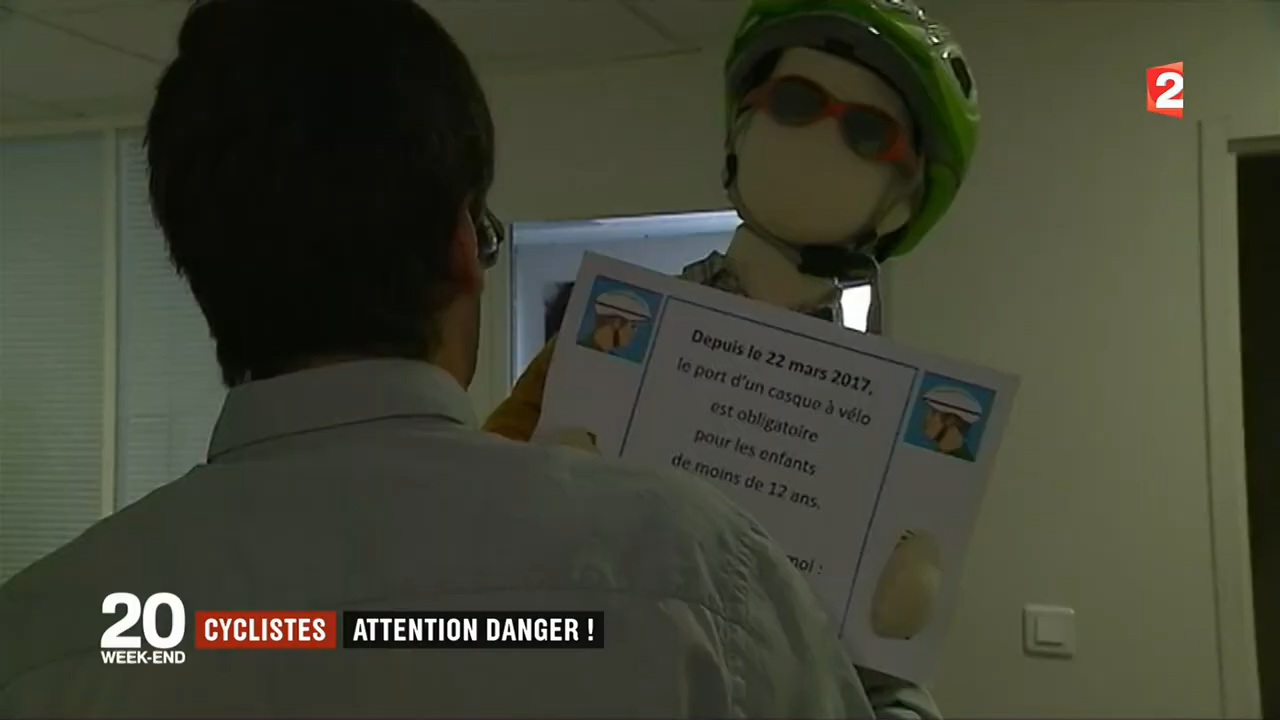 2
Depuis le 22 mars 2017,
le port d'un casque à vélo
est obligatoire
pour les enfants
de moins de 12 ans.
moi :
20
WEEK-END
CYCLISTES
ATTENTION DANGER !